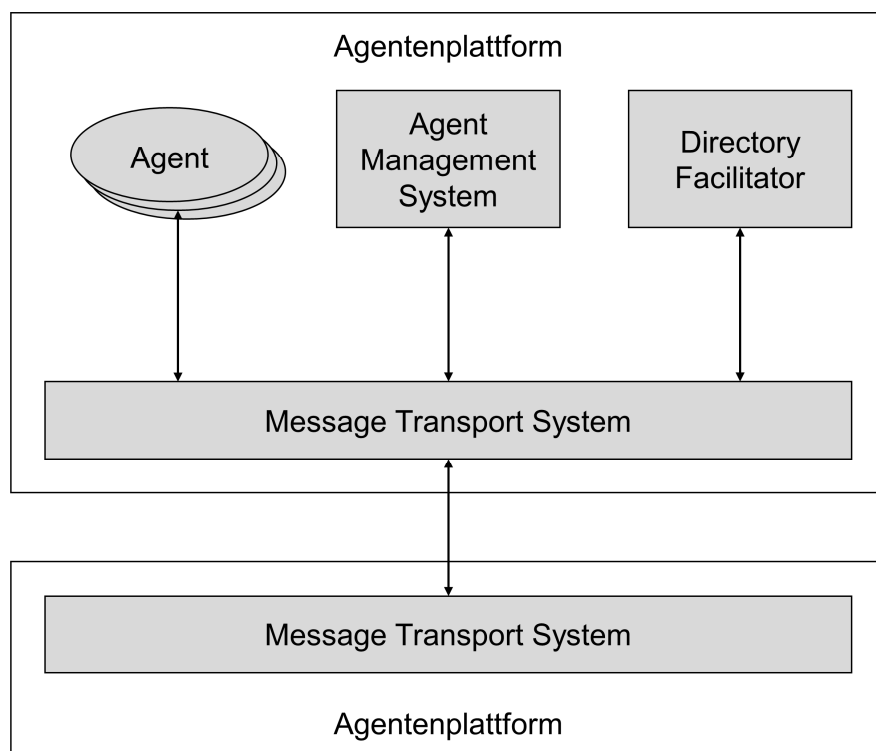 Agentenplattform
Agent
Agent
Management
System
Directory
Facilitator
Message Transport System
Message Transport System
Agentenplattform